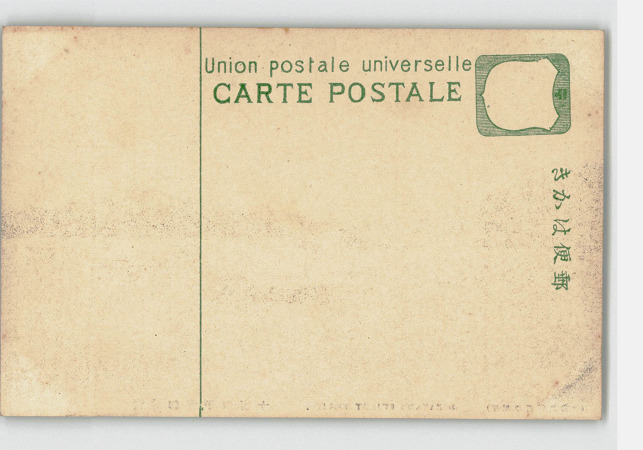 Union postale universelle
CARTE POSTALE
きかは便郵